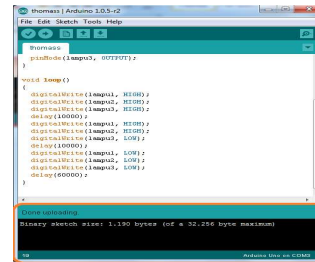 thomass | Arduino 1.0.5-r2
File Edit Sketch Tools Help
thomass
pinMode(lampu3, OUTPUT);
}
void loop()
{
digitalWrite(lampu1, HIGH);
digitalWrite(lampu2, HIGH);
digitalWrite(lampu3, HIGH);
delay(10000);
digitalWrite(lampu1, HIGH);
digitalWrite(lampu2, HIGH);
digitalWrite(lampu3, LOW);
delay(10000);
digitalWrite(lampu1, LOW);
digitalWrite(lampu2, LOW);
digitalWrite(lampu3, LOW);
delay(60000);
}
Done uploading.
Binary sketch size: 1.190 bytes (of a 32.256 byte maximum)
Arduino Uno on COM3